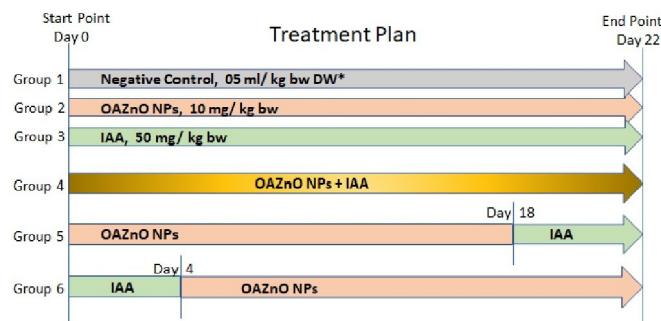 Start Point
Day 0
Treatment Plan
End Point
Day 22
Group 1 Negative Control, 05 ml/ kg bw DW*
Group 2 OAZnO NPs, 10 mg/ kg bw
Group 3 IAA, 50 mg/ kg bw
Group 4 OAZnO NPs + IAA
Day 18
Group 5 OAZnO NPs IAA
Day 4
Group 6 IAA OAZnO NPs